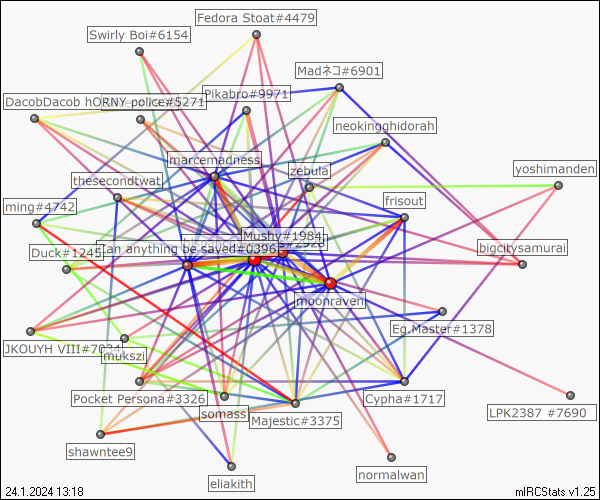 Fedora Stoat#4479
Swirly Boi#6154
Madネコ#6901
Pikabro#9971
DacobDacob hORNY police#5271
neokingghidorah
marcemadness
zebula
yoshimanden
thesecondtwat
frisout
ming#4742
Mushy#1984
Can anything be saved#0396
Duck#1245
bigcitysamurai
moonraven
Eg.Master#1378
JKOUYH VIII#7034
mukszi
Pocket Persona#3326
somass
Cypha#1717
Majestic#3375
LPK2387 #7690
shawntee9
normalwan
eliakith
24.1.2024 13:18
mIRCStats v1.25